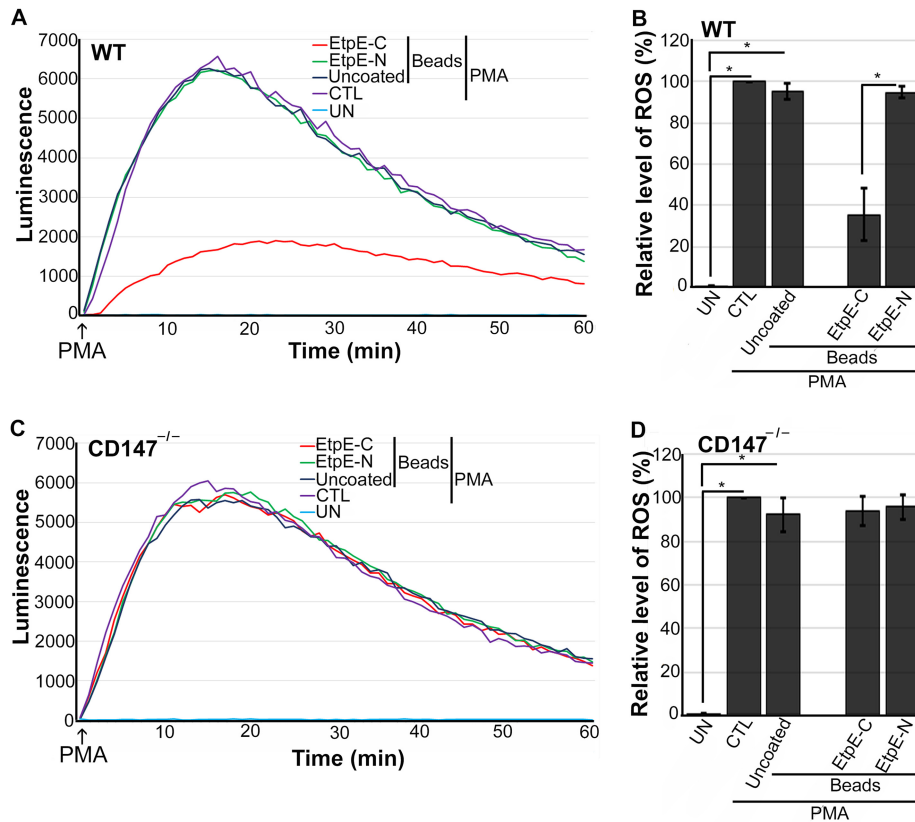 A
WT
EtpE-C
EtpE-N
Uncoated
CTL
UN
Beads
PMA
Luminescence
7000
6000
5000
4000
3000
2000
1000
0
10
20
30
40
50
60
PMA
Time (min)
B
WT
Relative level of ROS (%)
120
100
80
60
40
20
0
*
*
*
UN
CTL
Uncoated
EtpE-C
EtpE-N
Beads
PMA
C
CD147−/−
EtpE-C
EtpE-N
Uncoated
CTL
UN
Beads
PMA
Luminescence
7000
6000
5000
4000
3000
2000
1000
0
10
20
30
40
50
60
PMA
Time (min)
D
CD147−/−
Relative level of ROS (%)
120
100
80
60
40
20
0
*
*
UN
CTL
Uncoated
EtpE-C
EtpE-N
Beads
PMA